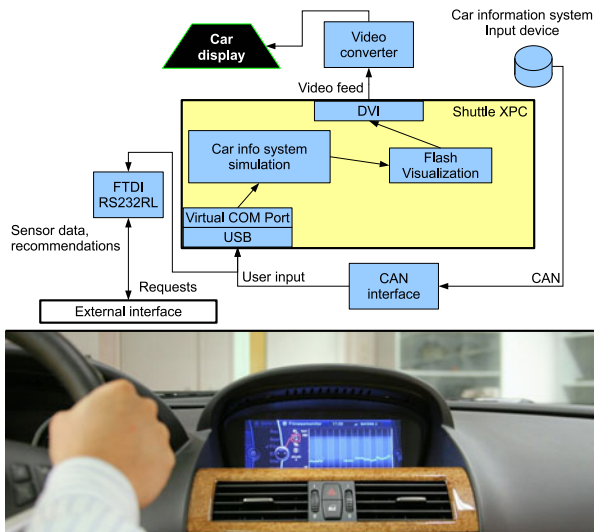 Car information system
Input device
Car
display
Video
converter
Video feed
DVI
Shuttle XPC
Car info system
simulation
Flash
Visualization
FTDI
RS232RL
Virtual COM Port
USB
Sensor data,
recommendations
User input
CAN
interface
CAN
Requests
External interface